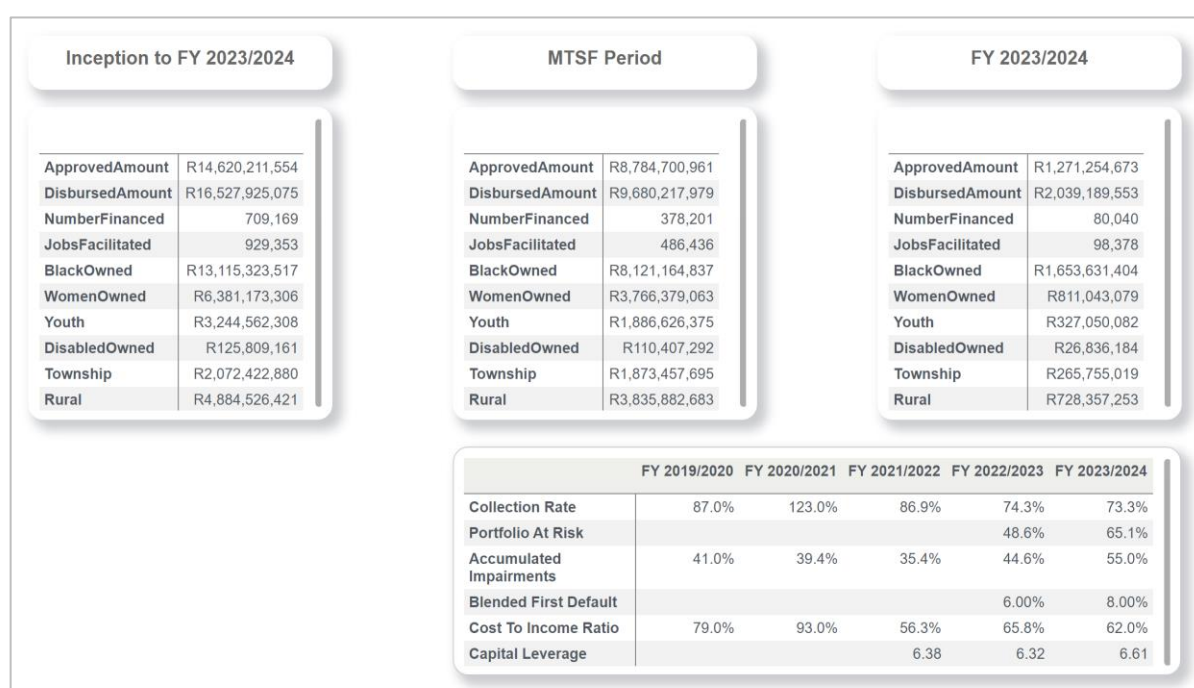 Inception to FY 2023/2024
ApprovedAmount R14,620,211,554
DisbursedAmount R16,527,925,075
NumberFinanced 709,169
JobsFacilitated 929,353
BlackOwned R13,115,323,517
WomenOwned R6,381,173,306
Youth R3,244,562,308
DisabledOwned R125,809,161
Township R2,072,422,880
Rural R4,884,526,421
MTSF Period
ApprovedAmount R8,784,700,961
DisbursedAmount R9,680,217,979
NumberFinanced 378,201
JobsFacilitated 486,436
BlackOwned R8,121,164,837
WomenOwned R3,766,379,063
Youth R1,886,626,375
DisabledOwned R110,407,292
Township R1,873,457,695
Rural R3,835,882,683
FY 2023/2024
ApprovedAmount R1,271,254,673
DisbursedAmount R2,039,189,553
NumberFinanced 80,040
JobsFacilitated 98,378
BlackOwned R1,653,631,404
WomenOwned R811,043,079
Youth R327,050,082
DisabledOwned R26,836,184
Township R265,755,019
Rural R728,357,253
FY 2019/2020 FY 2020/2021 FY 2021/2022 FY 2022/2023 FY 2023/2024
Collection Rate 87.0% 123.0% 86.9% 74.3% 73.3%
Portfolio At Risk 48.6% 65.1%
Accumulated 41.0% 39.4% 35.4% 44.6% 55.0%
Impairments
Blended First Default 6.00% 8.00%
Cost To Income Ratio 79.0% 93.0% 56.3% 65.8% 62.0%
Capital Leverage 6.38 6.32 6.61